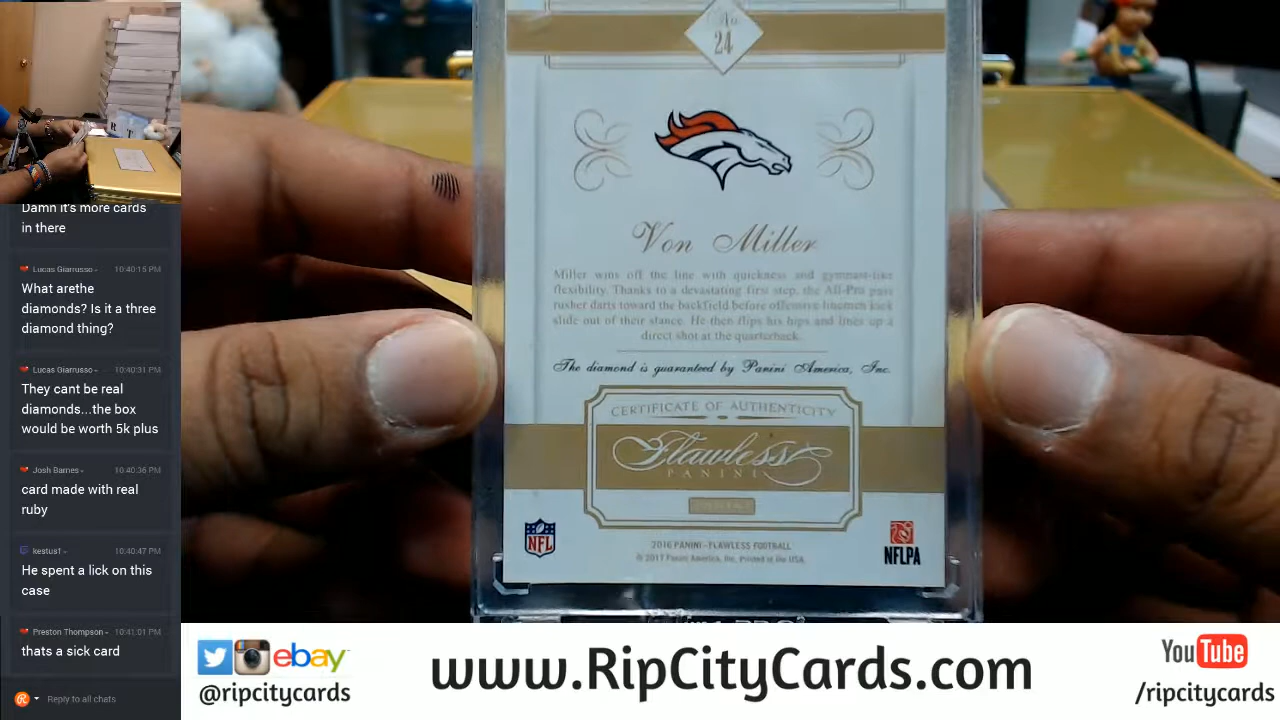 Damn it's more cards
in there
Lucas Giarrusso - 10:40:15 PM
What arethe
diamonds? Is it a three
diamond thing?
Lucas Giarrusso - 10:40:31 PM
They cant be real
diamonds...the box
would be worth 5k plus
Josh Barnes - 10:40:36 PM
card made with real
ruby
kestus1 - 10:40:47 PM
He spent a lick on this
case
Preston Thompson - 10:41:01 PM
thats a sick card
Reply to all chats
No
24
Von Miller
Miller wins off the line with quickness and gymnast-like
flexibility. Thanks to a devastating first step, the All-Pro pass
rusher darts toward the backfield before offensive linemen kick
slide out of their stance. He then flips his hips and lines up a
direct shot at the quarterback.
The diamond is guaranteed by Panini America, Inc.
CERTIFICATE OF AUTHENTICITY
Flawless
PANINI
NFL
NFLPA
2016 PANINI - FLAWLESS FOOTBALL
© 2017 Panini America, Inc. Printed in the USA.
ebay
@ripcitycards
www.RipCityCards.com
YouTube
/ripcitycards